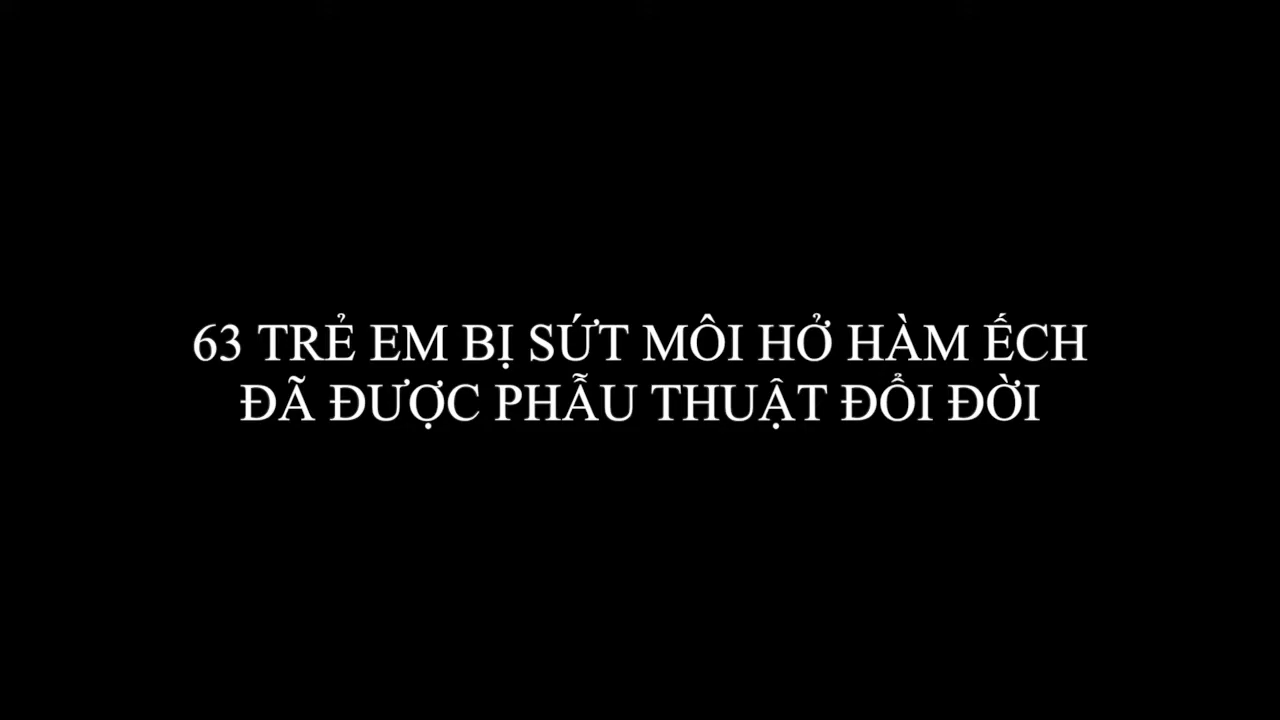 63 TRẺ EM BỊ SỨT MÔI HỞ HÀM ẾCH
ĐÃ ĐƯỢC PHẪU THUẬT ĐỔI ĐỜI